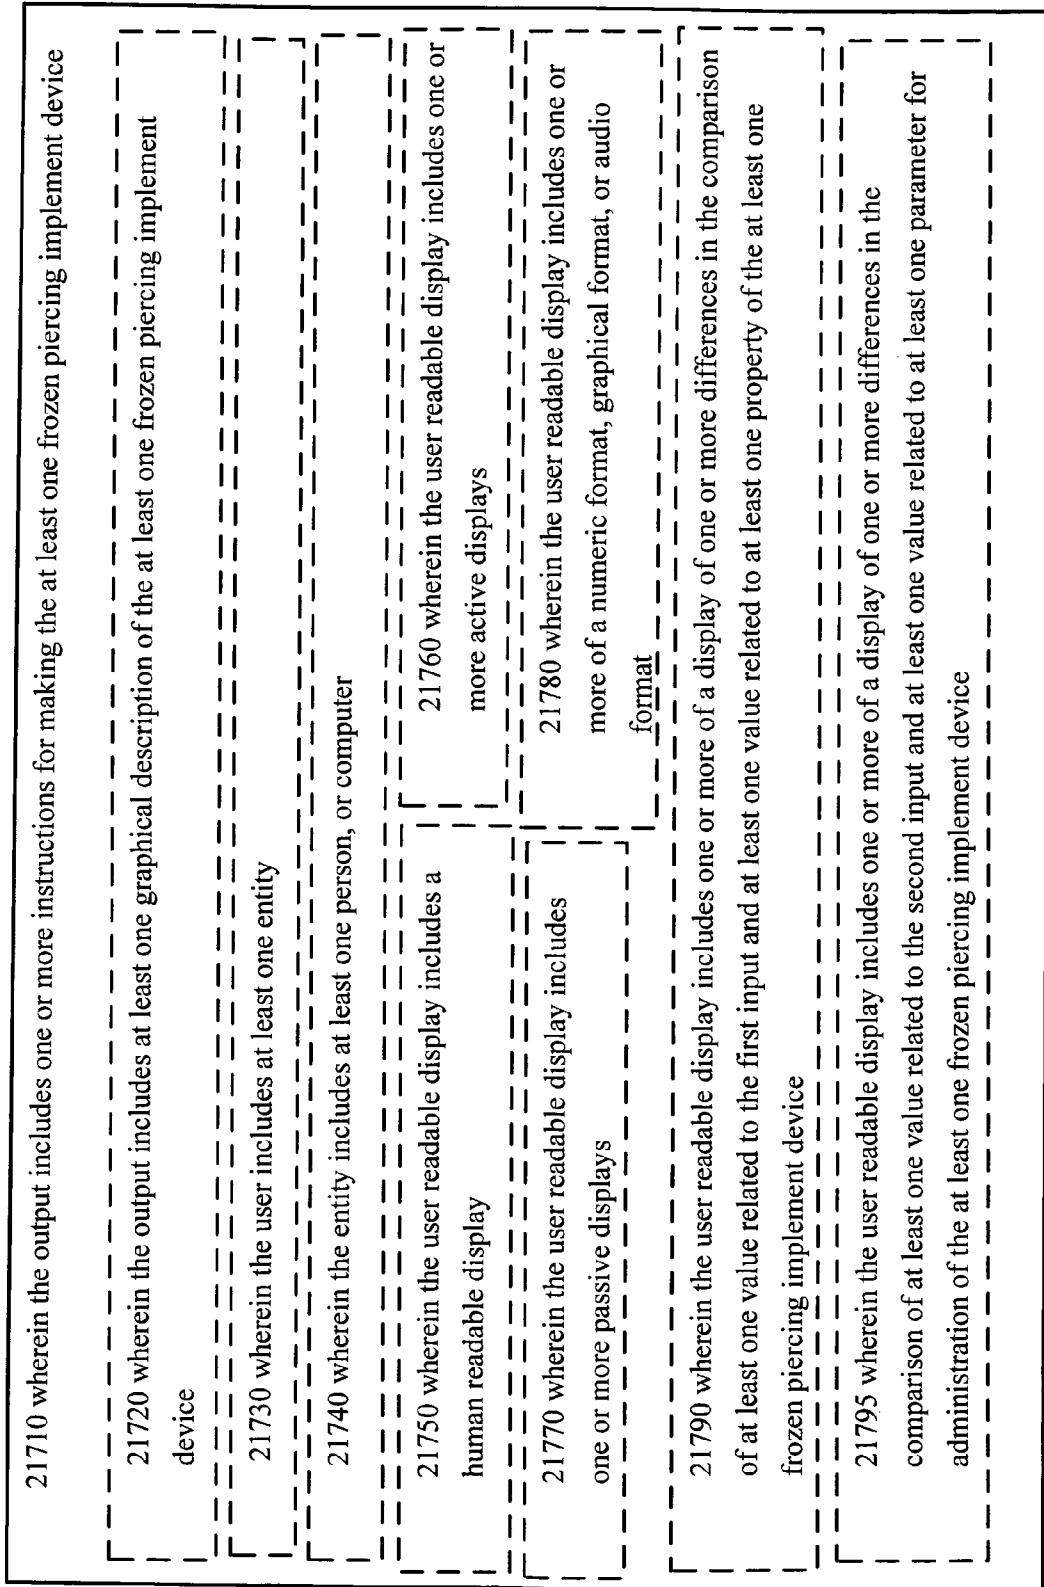 21710 wherein the output includes one or more instructions for making the at least one frozen piercing implement device
21720 wherein the output includes at least one graphical description of the at least one frozen piercing implement
device
21730 wherein the user includes at least one entity
21740 wherein the entity includes at least one person, or computer
21750 wherein the user readable display includes a
human readable display
21760 wherein the user readable display includes one or
more active displays
21770 wherein the user readable display includes
one or more passive displays
21780 wherein the user readable display includes one or
more of a numeric format, graphical format, or audio
format
21790 wherein the user readable display includes one or more of a display of one or more differences in the comparison
of at least one value related to the first input and at least one value related to at least one property of the at least one
frozen piercing implement device
21795 wherein the user readable display includes one or more of a display of one or more differences in the
comparison of at least one value related to the second input and at least one value related to at least one parameter for
administration of the at least one frozen piercing implement device